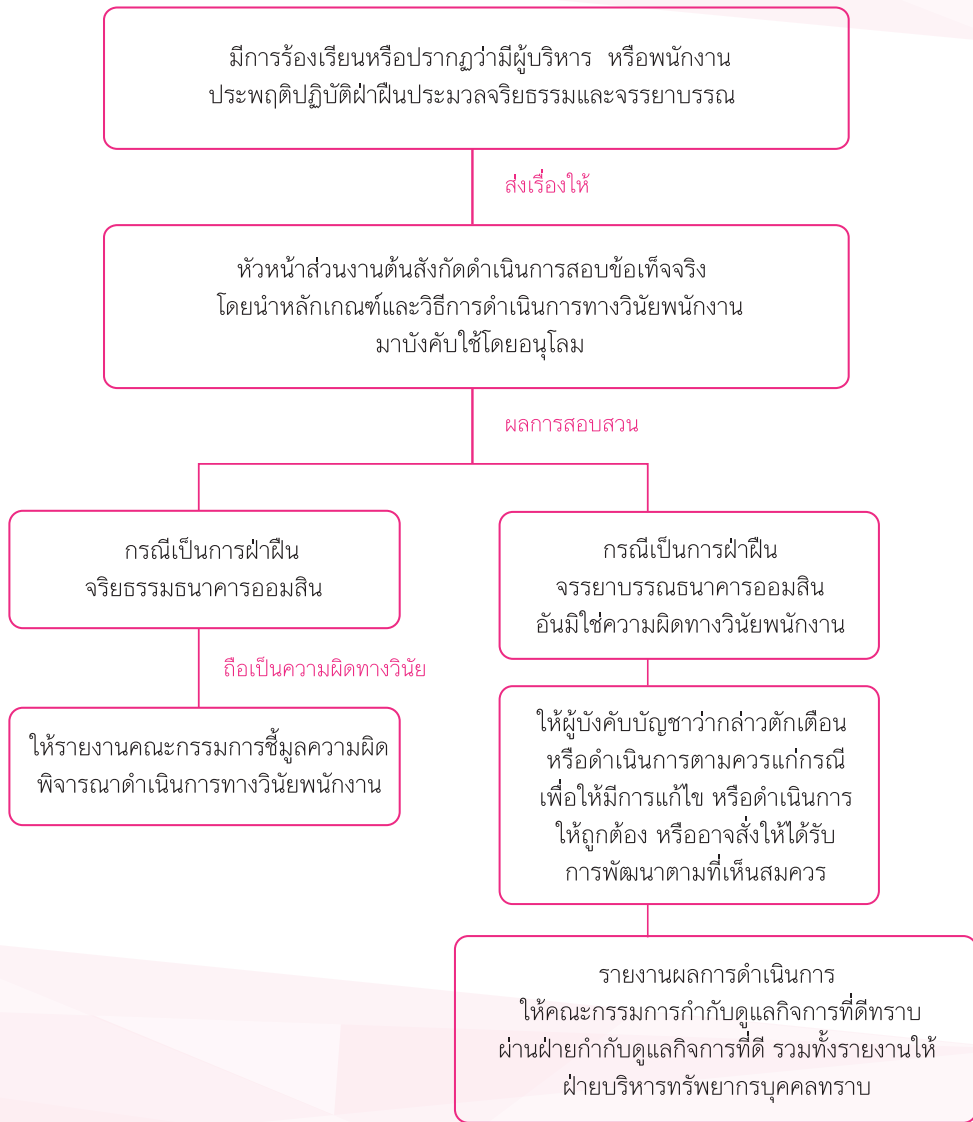 มีการร้องเรียนหรือปรากฏว่ามีผู้บริหาร หรือพนักงาน
ประพฤติปฏิบัติฝ่าฝืนประมวลจริยธรรมและจรรยาบรรณ
ส่งเรื่องให้
หัวหน้าส่วนงานต้นสังกัดดำเนินการสอบข้อเท็จจริง
โดยนำหลักเกณฑ์และวิธีการดำเนินการทางวินัยพนักงาน
มาบังคับใช้โดยอนุโลม
ผลการสอบสวน
กรณีเป็นการฝ่าฝืน
จริยธรรมธนาคารออมสิน
ถือเป็นความผิดทางวินัย
ให้รายงานคณะกรรมการชี้มูลความผิด
พิจารณาดำเนินการทางวินัยพนักงาน
กรณีเป็นการฝ่าฝืน
จรรยาบรรณธนาคารออมสิน
อันมิใช่ความผิดทางวินัยพนักงาน
ให้ผู้บังคับบัญชาว่ากล่าวตักเตือน
หรือดำเนินการตามควรแก่กรณี
เพื่อให้มีการแก้ไข หรือดำเนินการ
ให้ถูกต้อง หรืออาจสั่งให้ได้รับ
การพัฒนาตามที่เห็นสมควร
รายงานผลการดำเนินการ
ให้คณะกรรมการกำกับดูแลกิจการที่ดีทราบ
ผ่านฝ่ายกำกับดูแลกิจการที่ดี รวมทั้งรายงานให้
ฝ่ายบริหารทรัพยากรบุคคลทราบ